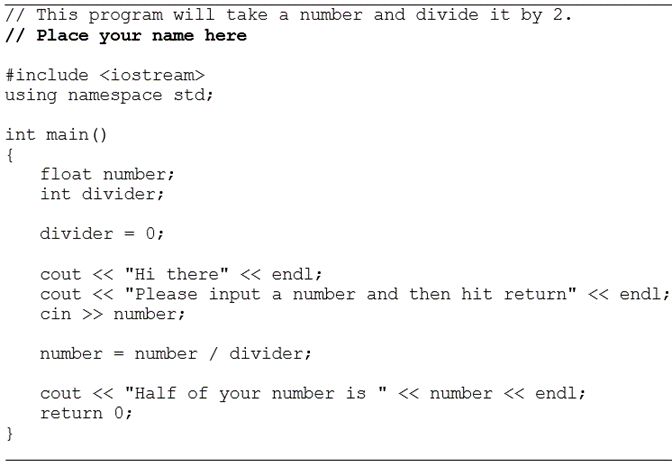 // This program will take a number and divide it by 2.
// Place your name here
#include <iostream>
using namespace std;
int main()
{
float number;
int divider;
divider = 0;
cout << "Hi there" << endl;
cout << "Please input a number and then hit return" << endl;
cin >> number;
number = number / divider;
cout << "Half of your number is " << number << endl;
return 0;
}